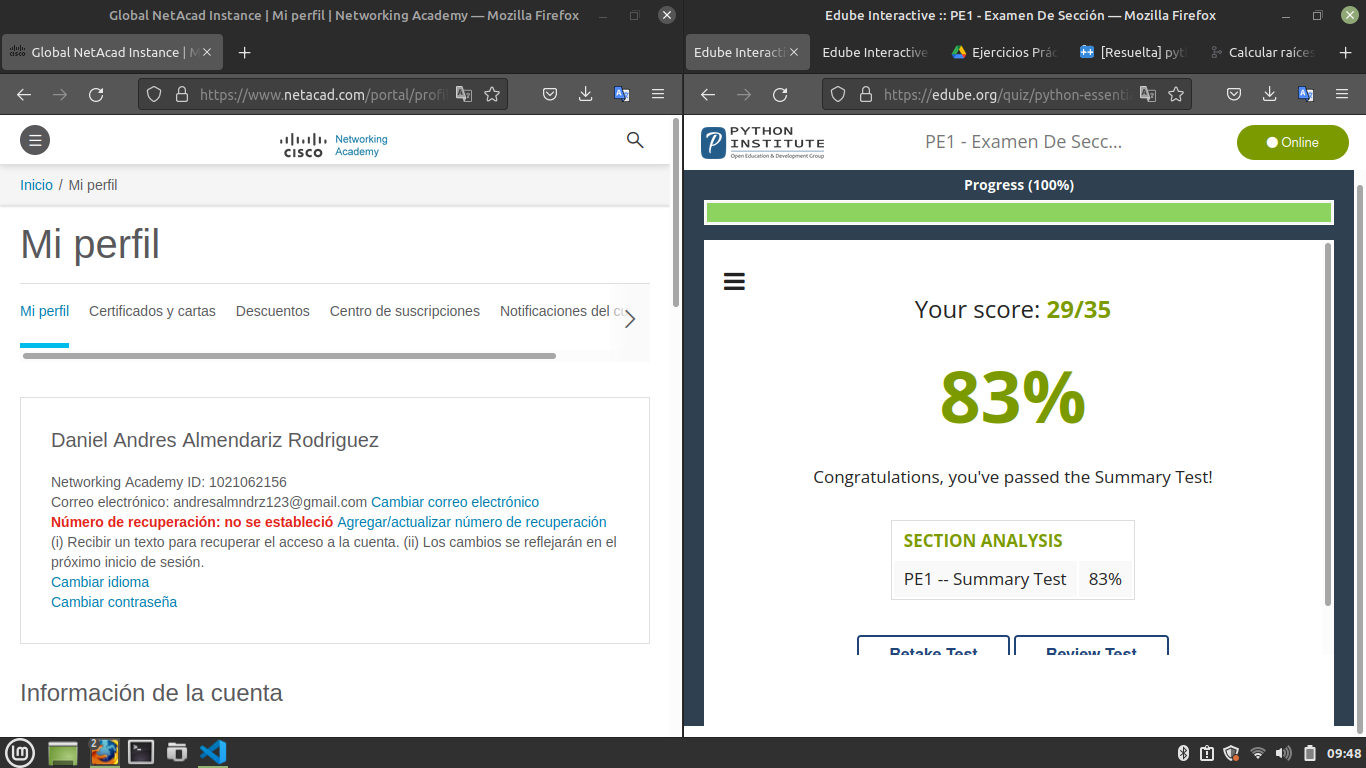 Global NetAcad Instance | Mi perfil | Networking Academy — Mozilla Firefox
Global NetAcad Instance | M
https://www.netacad.com/portal/profil
CISCO
Networking
Academy
Inicio / Mi perfil
Mi perfil
Mi perfil Certificados y cartas Descuentos Centro de suscripciones Notificaciones del cu
Daniel Andres Almendariz Rodriguez
Networking Academy ID: 1021062156
Correo electrónico: andresalmndrz123@gmail.com Cambiar correo electrónico
Número de recuperación: no se estableció Agregar/actualizar número de recuperación
(i) Recibir un texto para recuperar el acceso a la cuenta. (ii) Los cambios se reflejarán en el
próximo inicio de sesión.
Cambiar idioma
Cambiar contraseña
Información de la cuenta
Edube Interactive :: PE1 - Examen De Sección — Mozilla Firefox
Edube Interacti Edube Interactive Ejercicios Prác [Resuelta] pyt Calcular raíces
https://edube.org/quiz/python-essenti
PYTHON
INSTITUTE
Open Education & Development Group
PE1 - Examen De Secc...
Online
Progress (100%)
Your score: 29/35
83%
Congratulations, you've passed the Summary Test!
SECTION ANALYSIS
PE1 -- Summary Test 83%
Retake Test Review Test
2
09:48